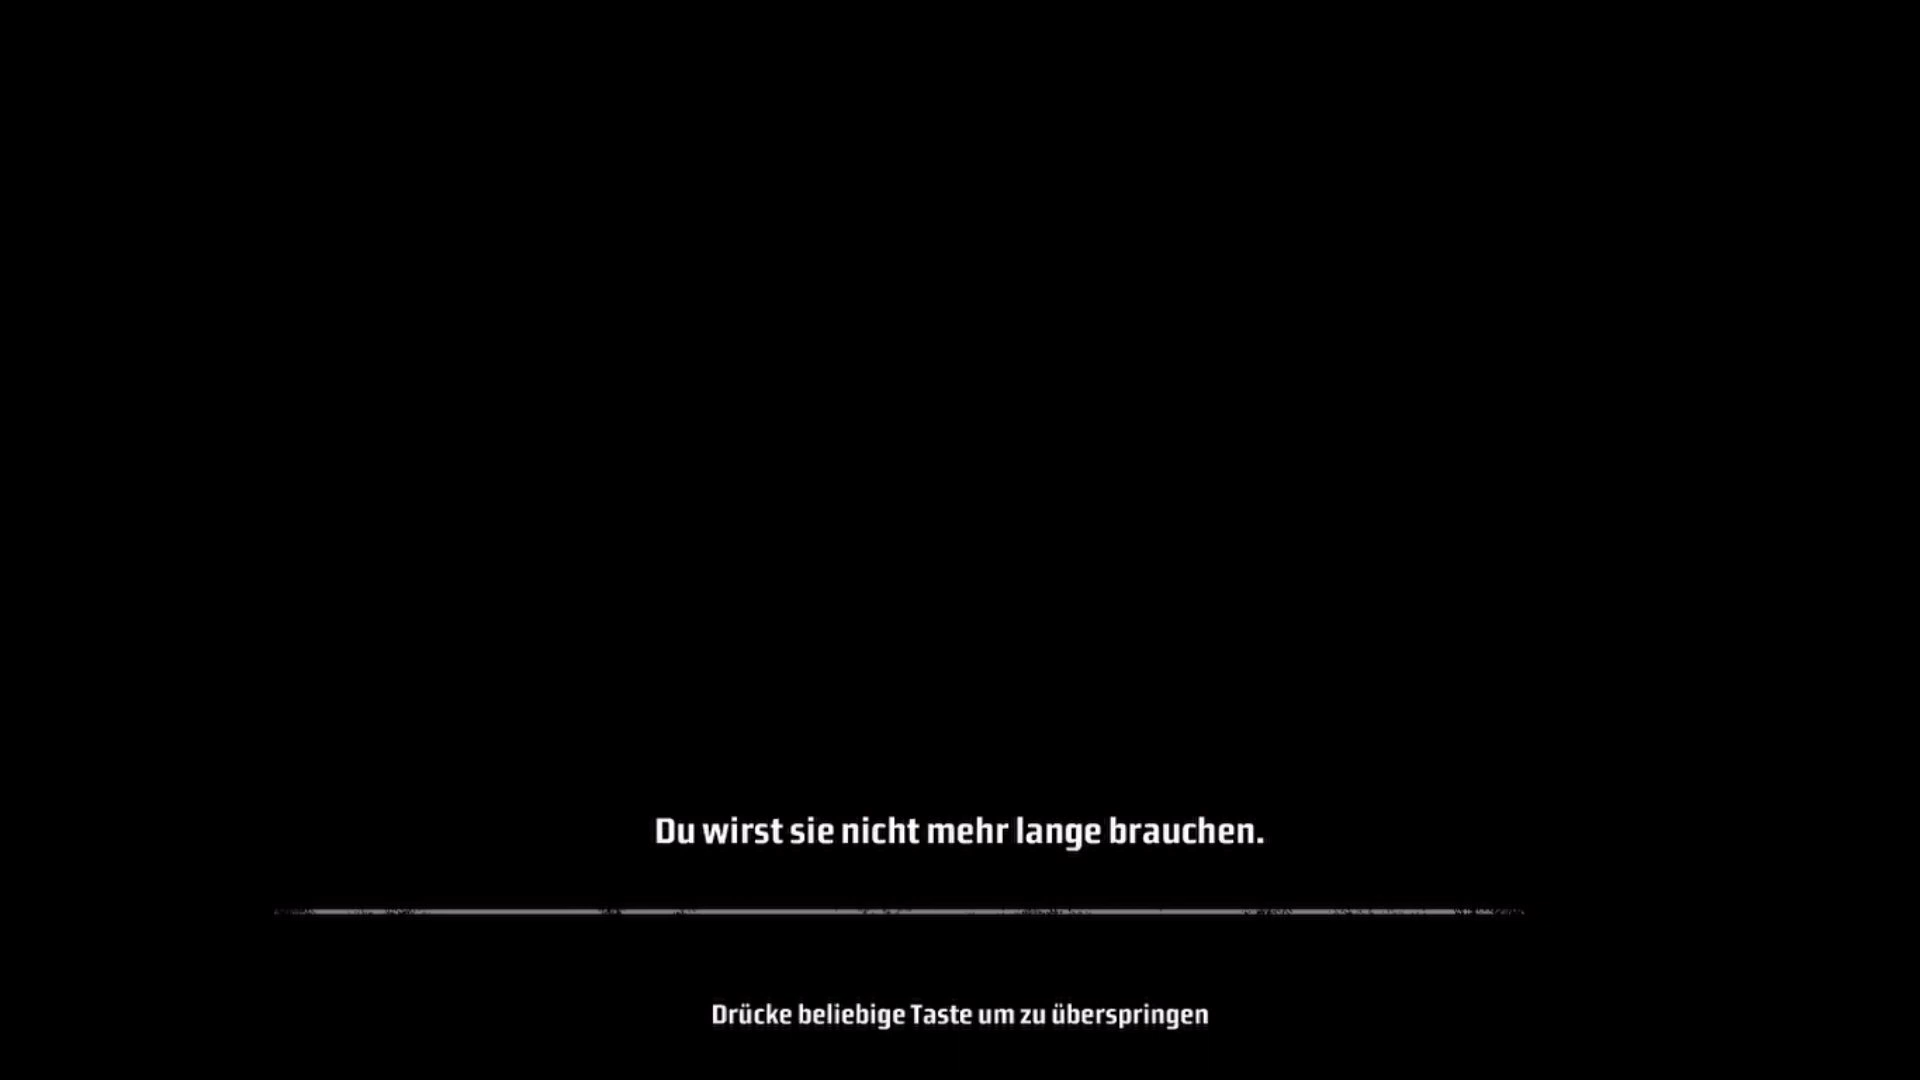 Du wirst sie nicht mehr lange brauchen.
Drücke beliebige Taste um zu überspringen